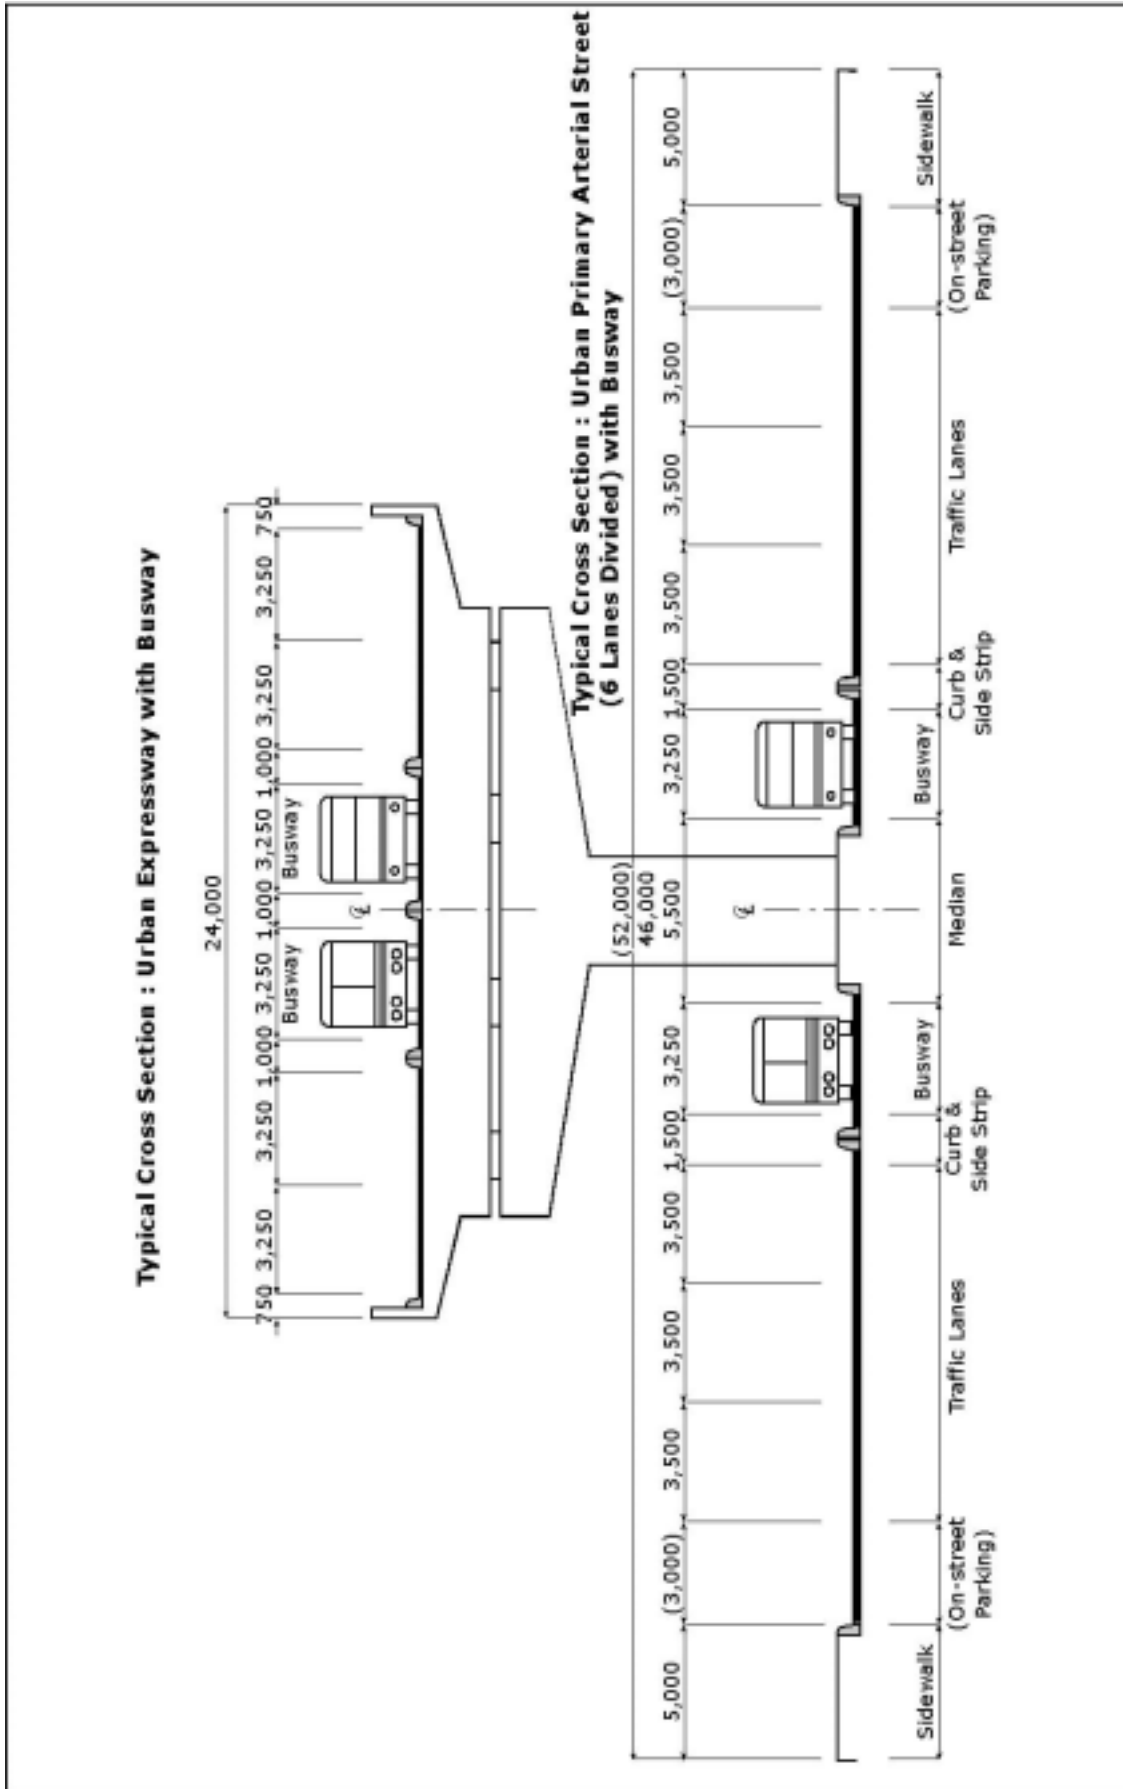 Typical Cross Section : Urban Expressway with Busway
24,000
750 3,250 3,250 1,000 3,250 1,000 3,250 1,000 3,250 3,250 750
Busway Busway
℄
Typical Cross Section : Urban Primary Arterial Street
(6 Lanes Divided) with Busway
(52,000)
46,000
5,000 (3,000) 3,500 3,500 3,500 1,500 3,250 5,500 3,250 1,500 3,500 3,500 3,500 (3,000) 5,000
℄
Sidewalk Busway Busway Sidewalk
(On-street Traffic Lanes Curb & Median Curb & Traffic Lanes (On-street
Parking) Side Strip Side Strip Parking)